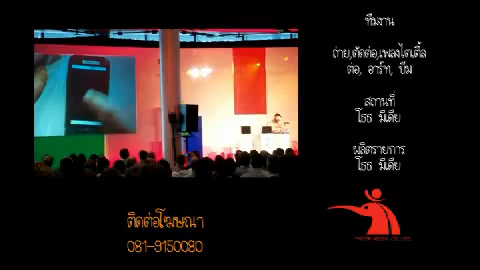 ทีมงาน
ถ่าย,ตัดต่อ,เพลงไตเติ้ล
ต่อ, อาร์ท, บีม
สถานที่
โธธ มีเดีย
ผลิตรายการ
โธธ มีเดีย
ติดต่อโฆษณา
081-9150080